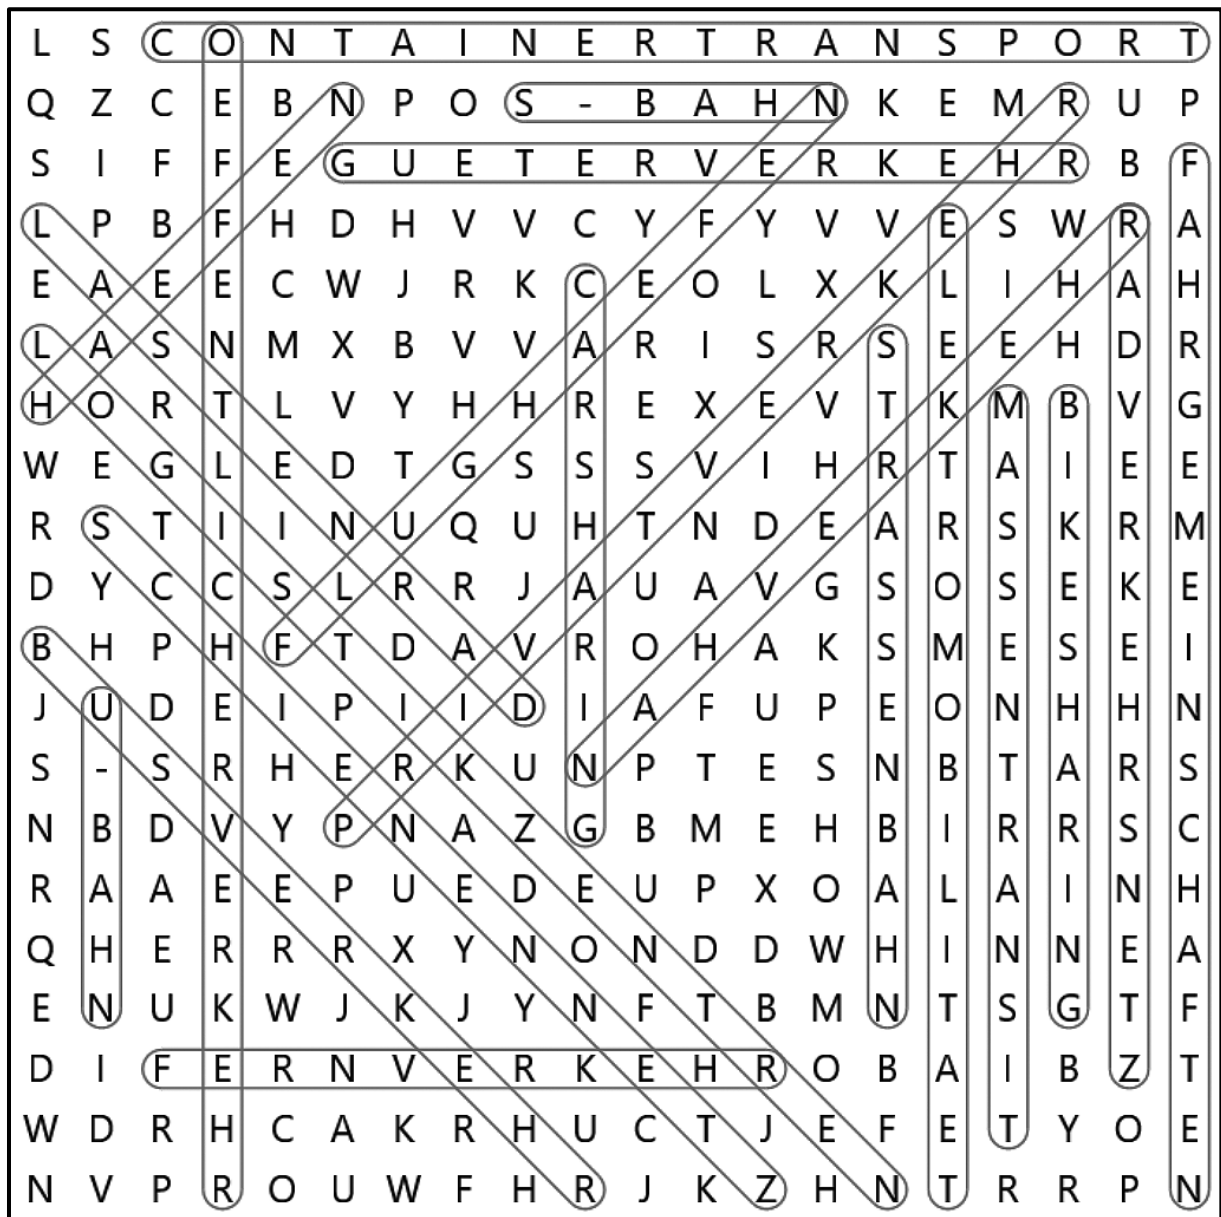 L S C O N T A I N E R T R A N S P O R T
Q Z C E B N P O S - B A H N K E M R U P
S I F F E G U E T E R V E R K E H R B F
L P B F H D H V V C Y F Y V V E S W R A
E A E E C W J R K C E O L X K L I H A H
L A S N M X B V V A R I S R S E E H D R
H O R T L V Y H H R E X E V T K M B V G
W E G L E D T G S S S V I H R T A I E E
R S T I I N U Q U H T N D E A R S K R M
D Y C C S L R R J A U A V G S O S E K E
B H P H F T D A V R O H A K S M E S E I
J U D E I P I I D I A F U P E O N H H N
S - S R H E R K U N P T E S N B T A R S
N B D V Y P N A Z G B M E H B I R R S C
R A A E E P U E D E U P X O A L A I N H
Q H E R R R X Y N O N D D W H I N N E A
E N U K W J K J Y N F T B M N T S G T F
D I F E R N V E R K E H R O B A I B Z T
W D R H C A K R H U C T J E F E T Y O E
N V P R O U W F H R J K Z H N T R R P N